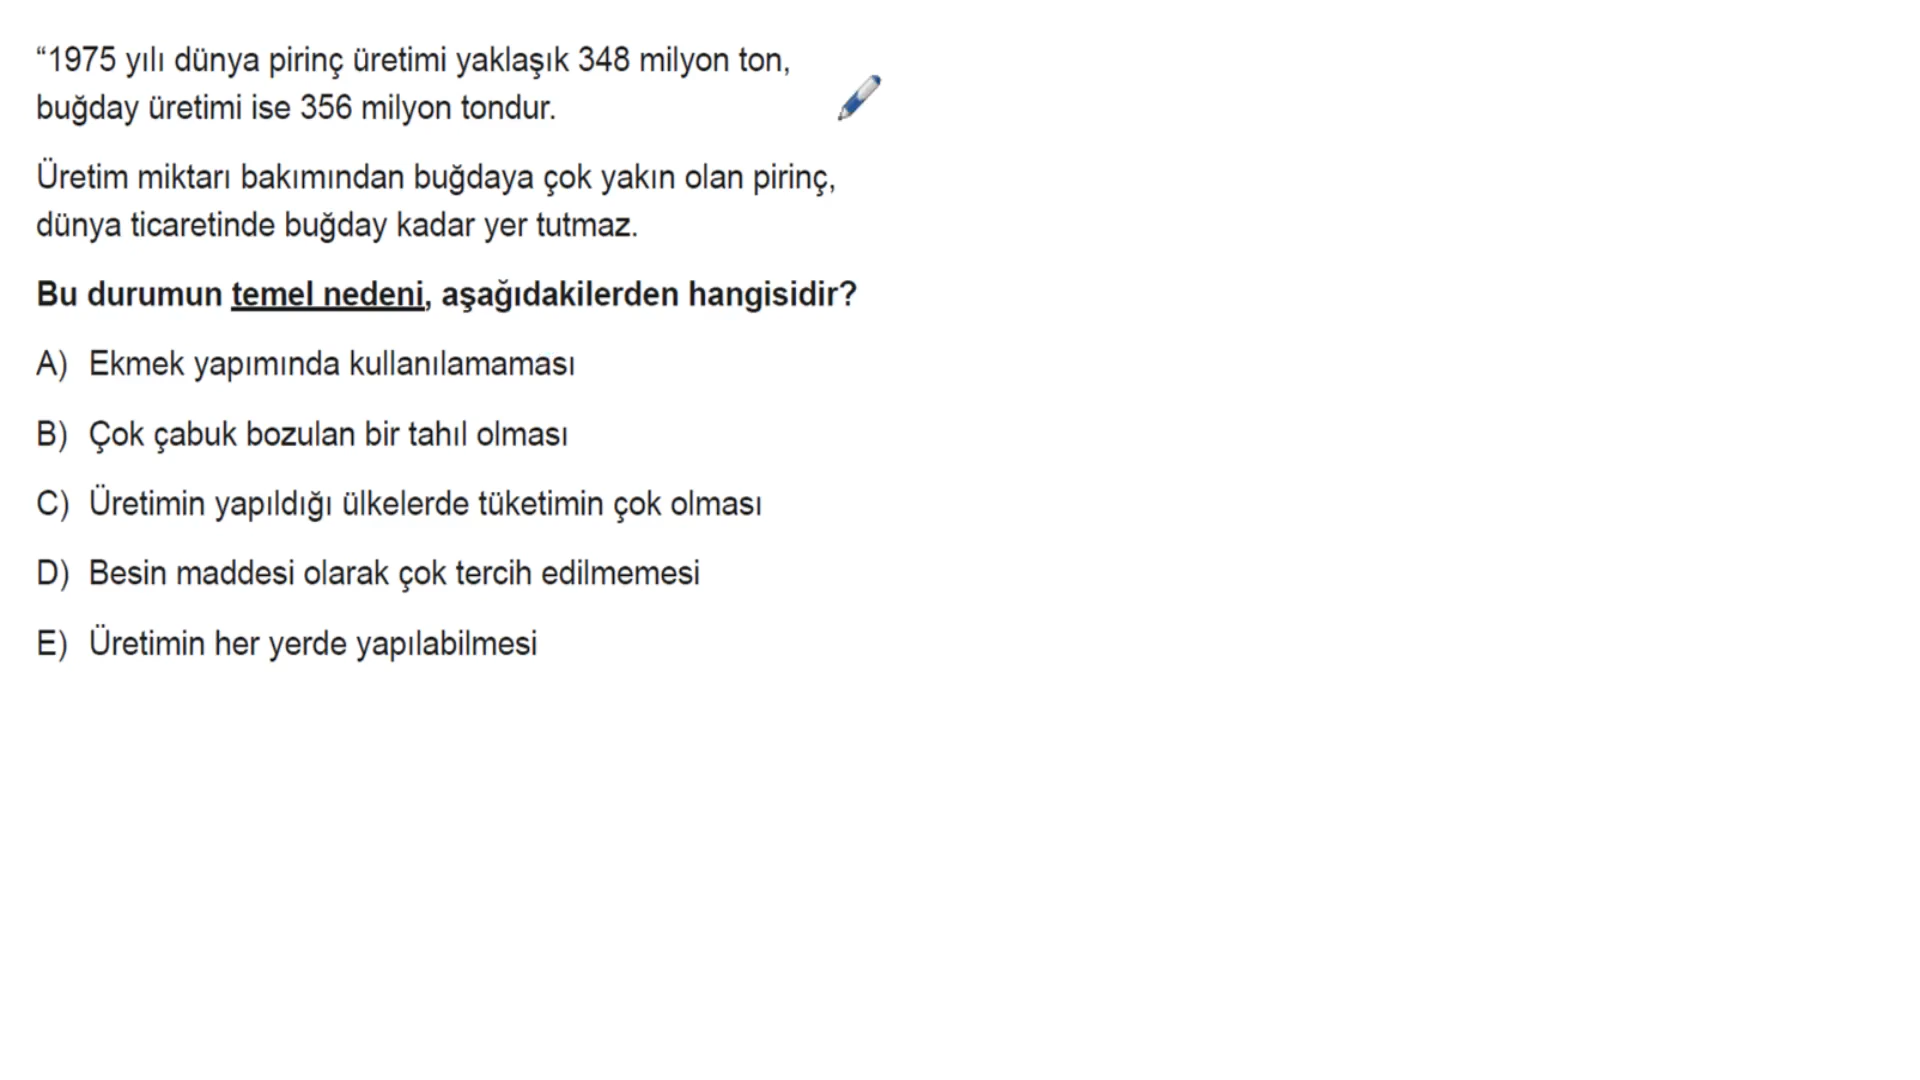 “1975 yılı dünya pirinç üretimi yaklaşık 348 milyon ton,
buğday üretimi ise 356 milyon tondur.
Üretim miktarı bakımından buğdaya çok yakın olan pirinç,
dünya ticaretinde buğday kadar yer tutmaz.
Bu durumun temel nedeni, aşağıdakilerden hangisidir?
A) Ekmek yapımında kullanılamaması
B) Çok çabuk bozulan bir tahıl olması
C) Üretimin yapıldığı ülkelerde tüketimin çok olması
D) Besin maddesi olarak çok tercih edilmemesi
E) Üretimin her yerde yapılabilmesi